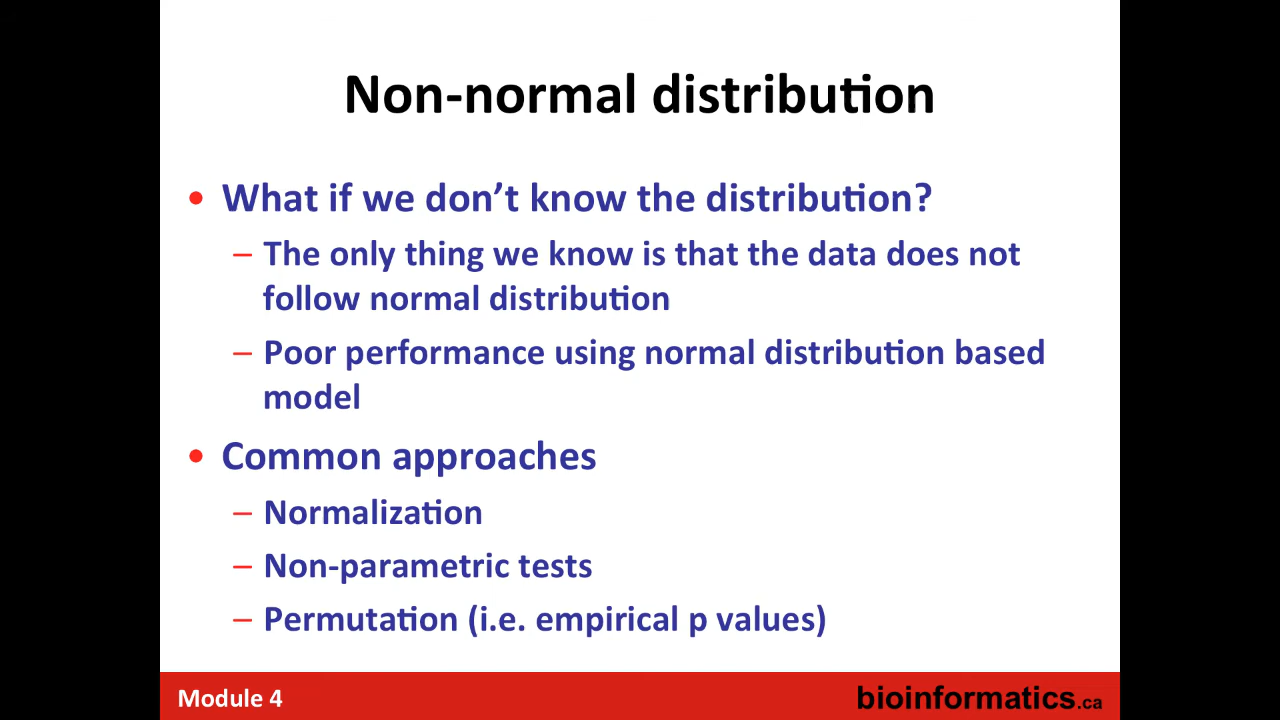 Non-normal distribution
• What if we don’t know the distribution?
– The only thing we know is that the data does not
follow normal distribution
– Poor performance using normal distribution based
model
• Common approaches
– Normalization
– Non-parametric tests
– Permutation (i.e. empirical p values)
Module 4
bioinformatics.ca